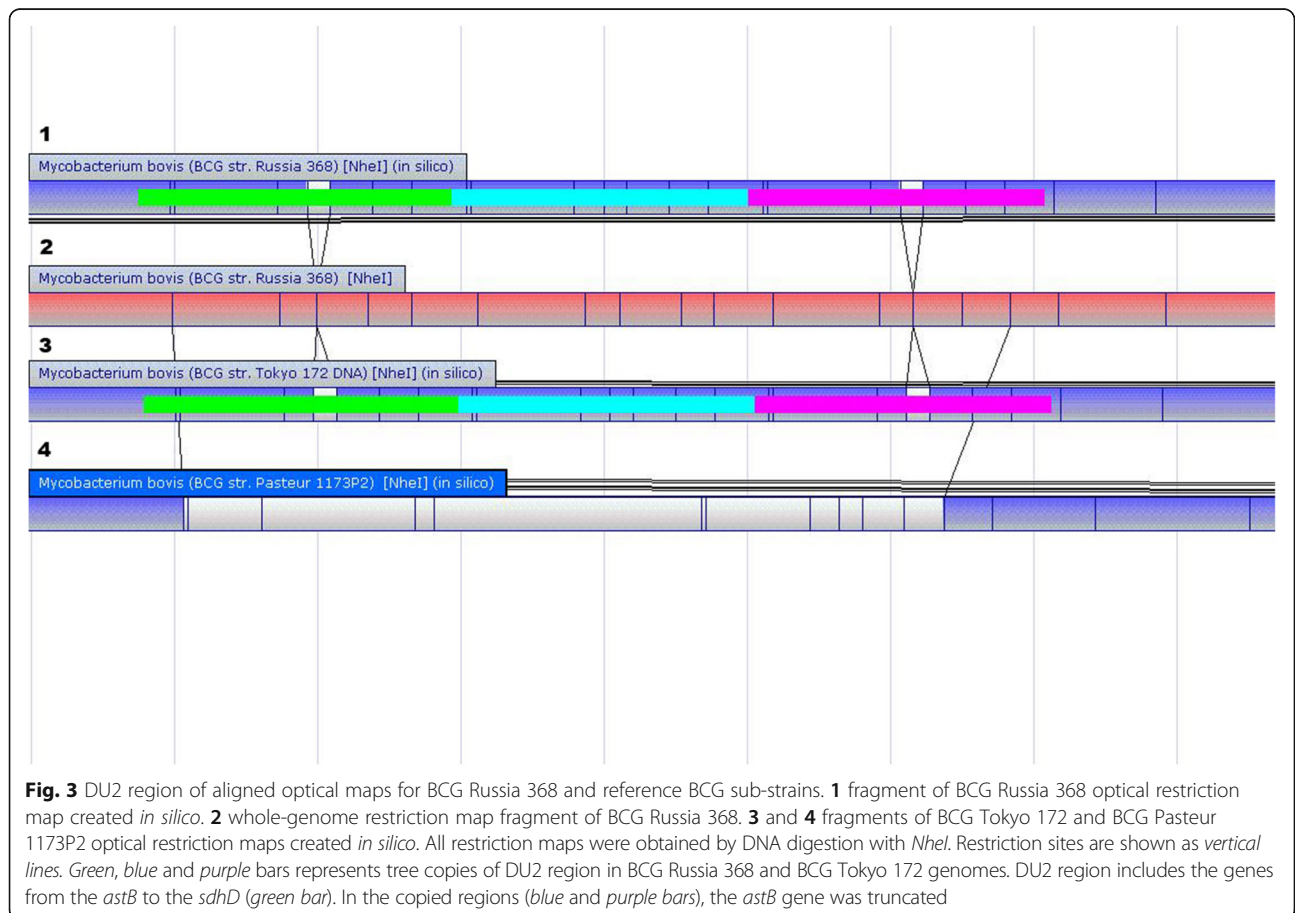 1
Mycobacterium bovis (BCG str. Russia 368) [NheI] (in silico)
2
Mycobacterium bovis (BCG str. Russia 368) [NheI]
3
Mycobacterium bovis (BCG str. Tokyo 172 DNA) [NheI] (in silico)
4
Mycobacterium bovis (BCG str. Pasteur 1173P2) [NheI] (in silico)
Fig. 3 DU2 region of aligned optical maps for BCG Russia 368 and reference BCG sub-strains. 1 fragment of BCG Russia 368 optical restriction
map created in silico. 2 whole-genome restriction map fragment of BCG Russia 368. 3 and 4 fragments of BCG Tokyo 172 and BCG Pasteur
1173P2 optical restriction maps created in silico. All restriction maps were obtained by DNA digestion with NheI. Restriction sites are shown as vertical
lines. Green, blue and purple bars represents tree copies of DU2 region in BCG Russia 368 and BCG Tokyo 172 genomes. DU2 region includes the genes
from the astB to the sdhD (green bar). In the copied regions (blue and purple bars), the astB gene was truncated